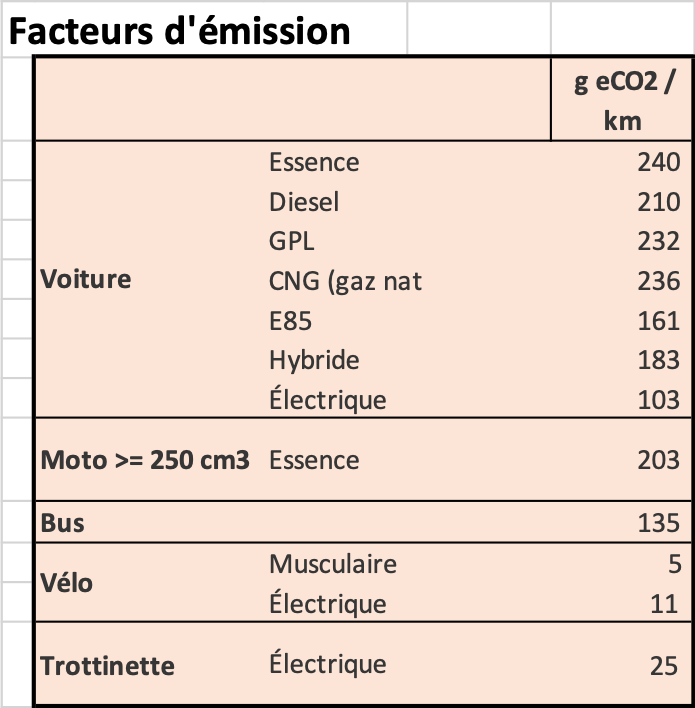 Facteurs d'émission
g eCO2 /
km
Voiture
Essence 240
Diesel 210
GPL 232
CNG (gaz nat 236
E85 161
Hybride 183
Électrique 103
Moto >= 250 cm3 Essence 203
Bus 135
Vélo
Musculaire 5
Électrique 11
Trottinette Électrique 25